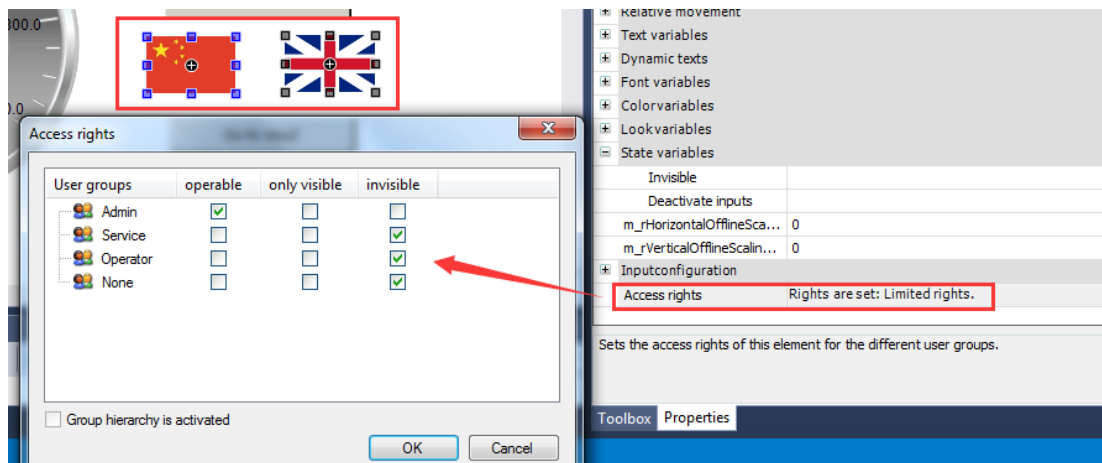 300.0
Relative movement
Text variables
Dynamic texts
Font variables
Colorvariables
Lookvariables
State variables
Invisible
Deactivate inputs
m_rHorizontalOfflineSca... 0
m_rVerticalOfflineScalin... 0
Inputconfiguration
Access rights Rights are set: Limited rights.
Sets the access rights of this element for the different user groups.
Toolbox Properties
Access rights
User groups operable only visible invisible
Admin
Service
Operator
None
Group hierarchy is activated
OK Cancel